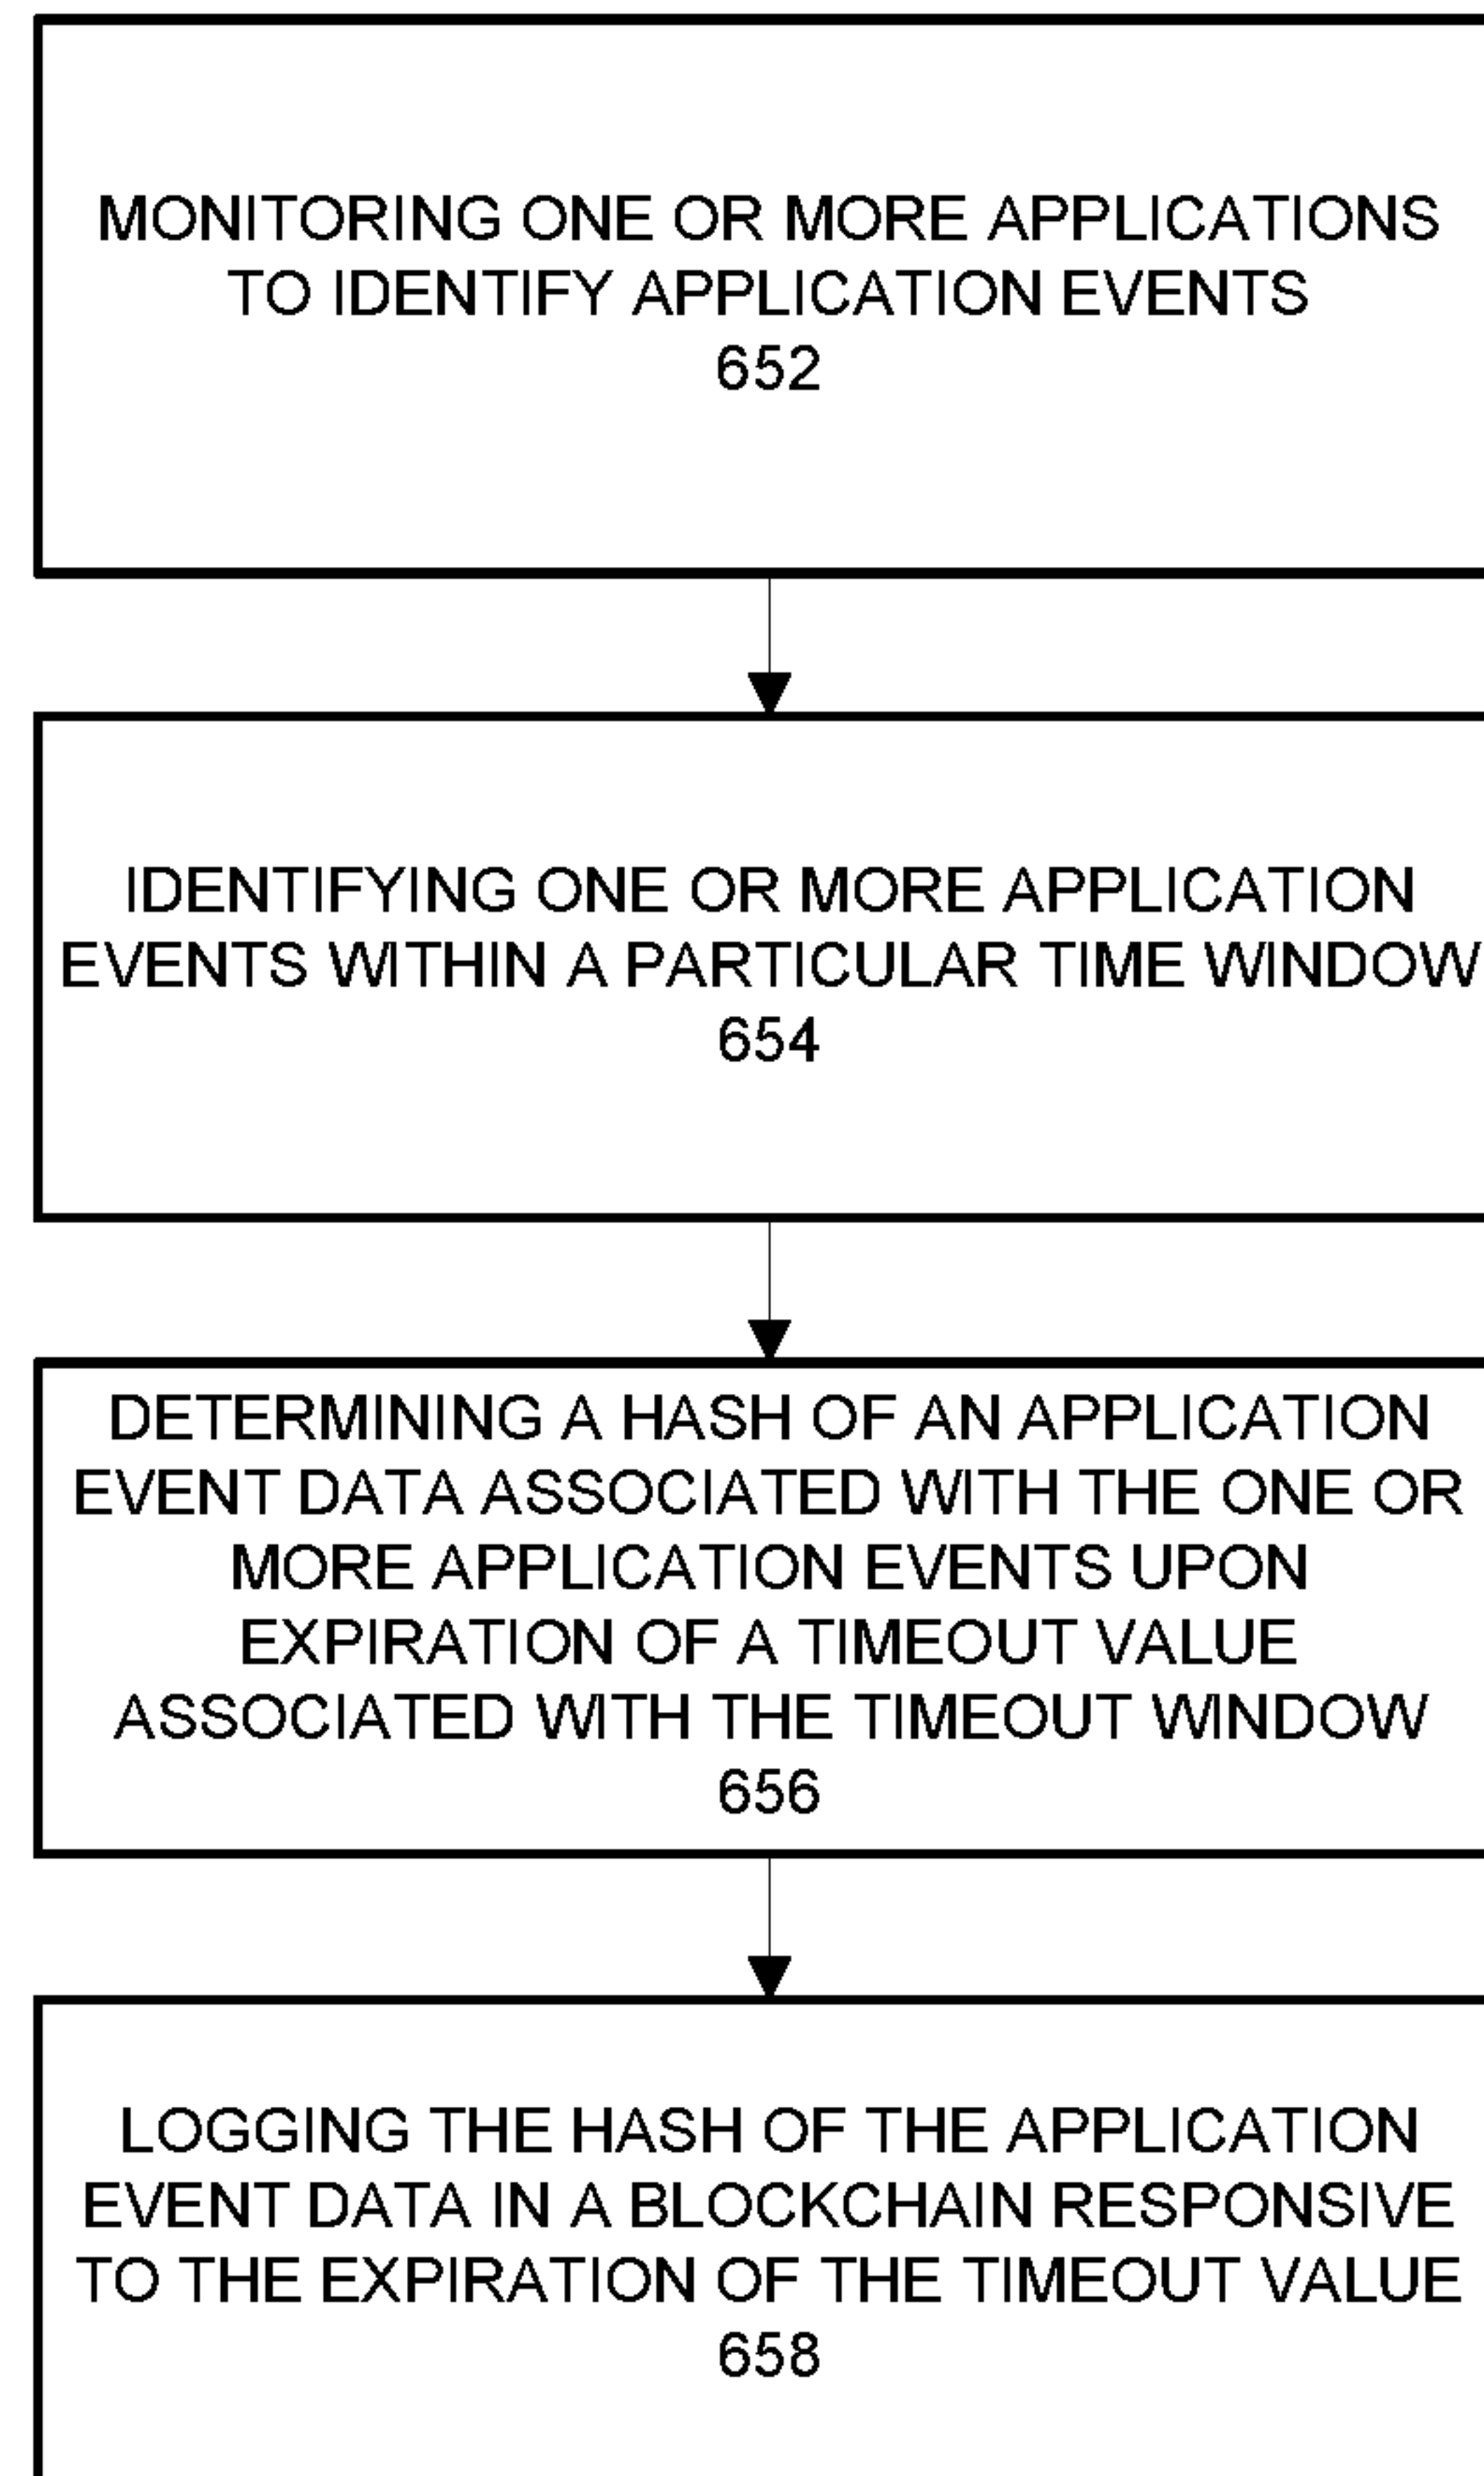 MONITORING ONE OR MORE APPLICATIONS
TO IDENTIFY APPLICATION EVENTS
652
IDENTIFYING ONE OR MORE APPLICATION
EVENTS WITHIN A PARTICULAR TIME WINDOW
654
DETERMINING A HASH OF AN APPLICATION
EVENT DATA ASSOCIATED WITH THE ONE OR
MORE APPLICATION EVENTS UPON
EXPIRATION OF A TIMEOUT VALUE
ASSOCIATED WITH THE TIMEOUT WINDOW
656
LOGGING THE HASH OF THE APPLICATION
EVENT DATA IN A BLOCKCHAIN RESPONSIVE
TO THE EXPIRATION OF THE TIMEOUT VALUE
658